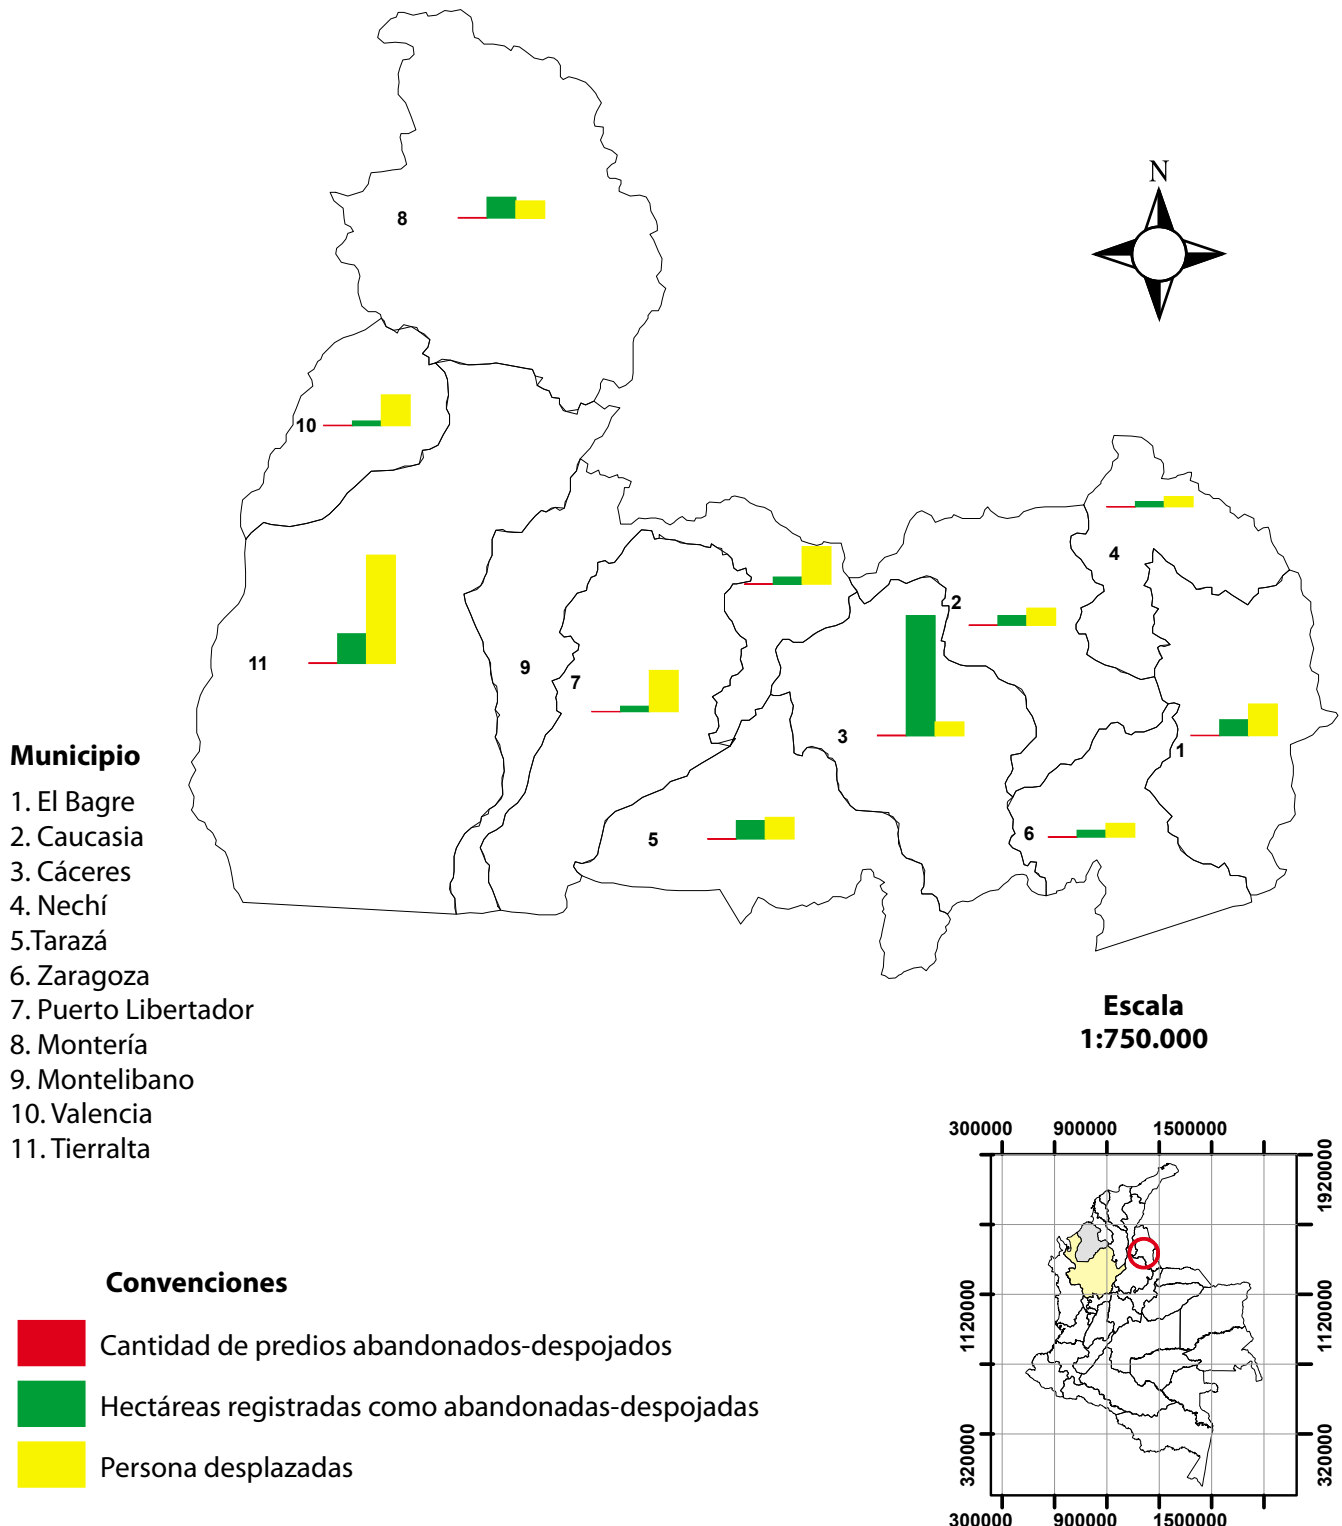 N
8
10
4
2
11
9
7
3
1
5
6
Municipio
1. El Bagre
2. Caucasia
3. Cáceres
4. Nechí
5.Tarazá
6. Zaragoza
7. Puerto Libertador
8. Montería
9. Montelibano
10. Valencia
11. Tierralta
Escala
1:750.000
Convenciones
Cantidad de predios abandonados-despojados
Hectáreas registradas como abandonadas-despojadas
Persona desplazadas
300000 900000 1500000
1920000
1120000
1120000
320000
320000
300000 900000 1500000